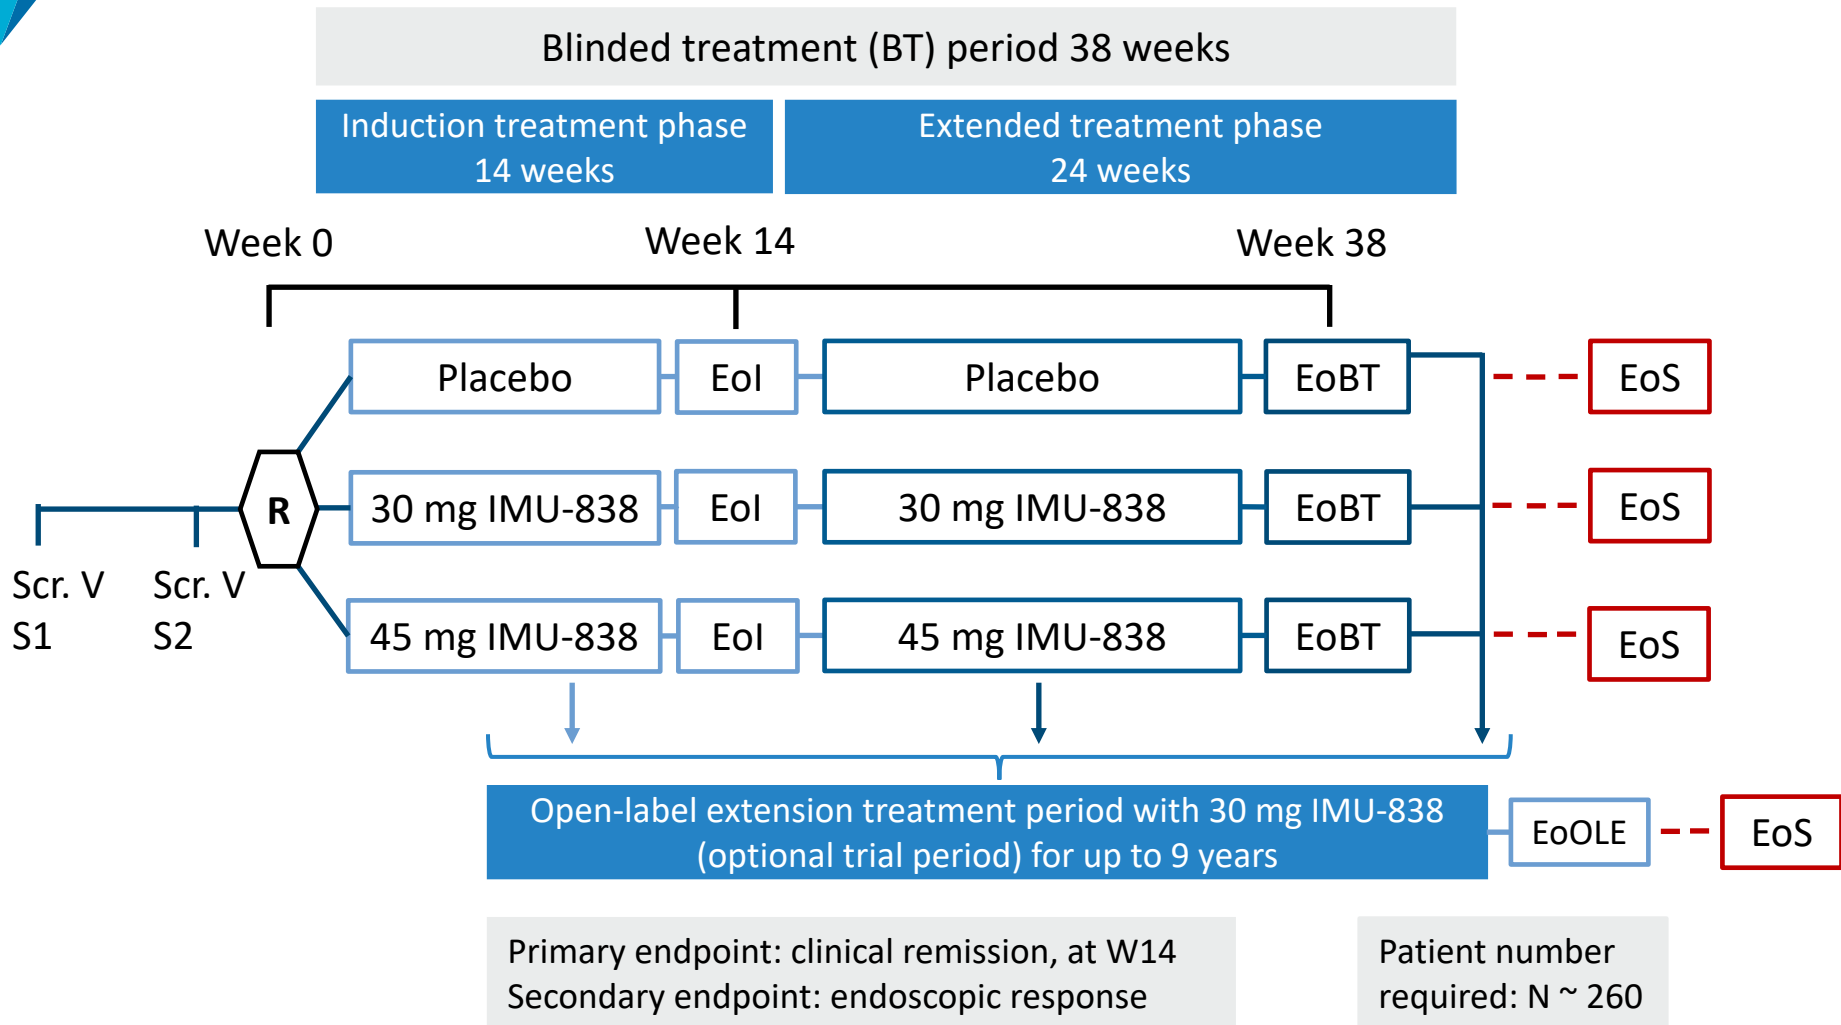 Blinded treatment (BT) period 38 weeks
Induction treatment phase
14 weeks
Extended treatment phase
24 weeks
Week 0
Week 14
Week 38
Placebo
EoI
Placebo
EoBT
EoS
R
30 mg IMU-838
EoI
30 mg IMU-838
EoBT
EoS
Scr. V
S1
Scr. V
S2
45 mg IMU-838
EoI
45 mg IMU-838
EoBT
EoS
Open-label extension treatment period with 30 mg IMU-838
(optional trial period) for up to 9 years
EoOLE
EoS
Primary endpoint: clinical remission, at W14
Secondary endpoint: endoscopic response
Patient number
required: N ~ 260